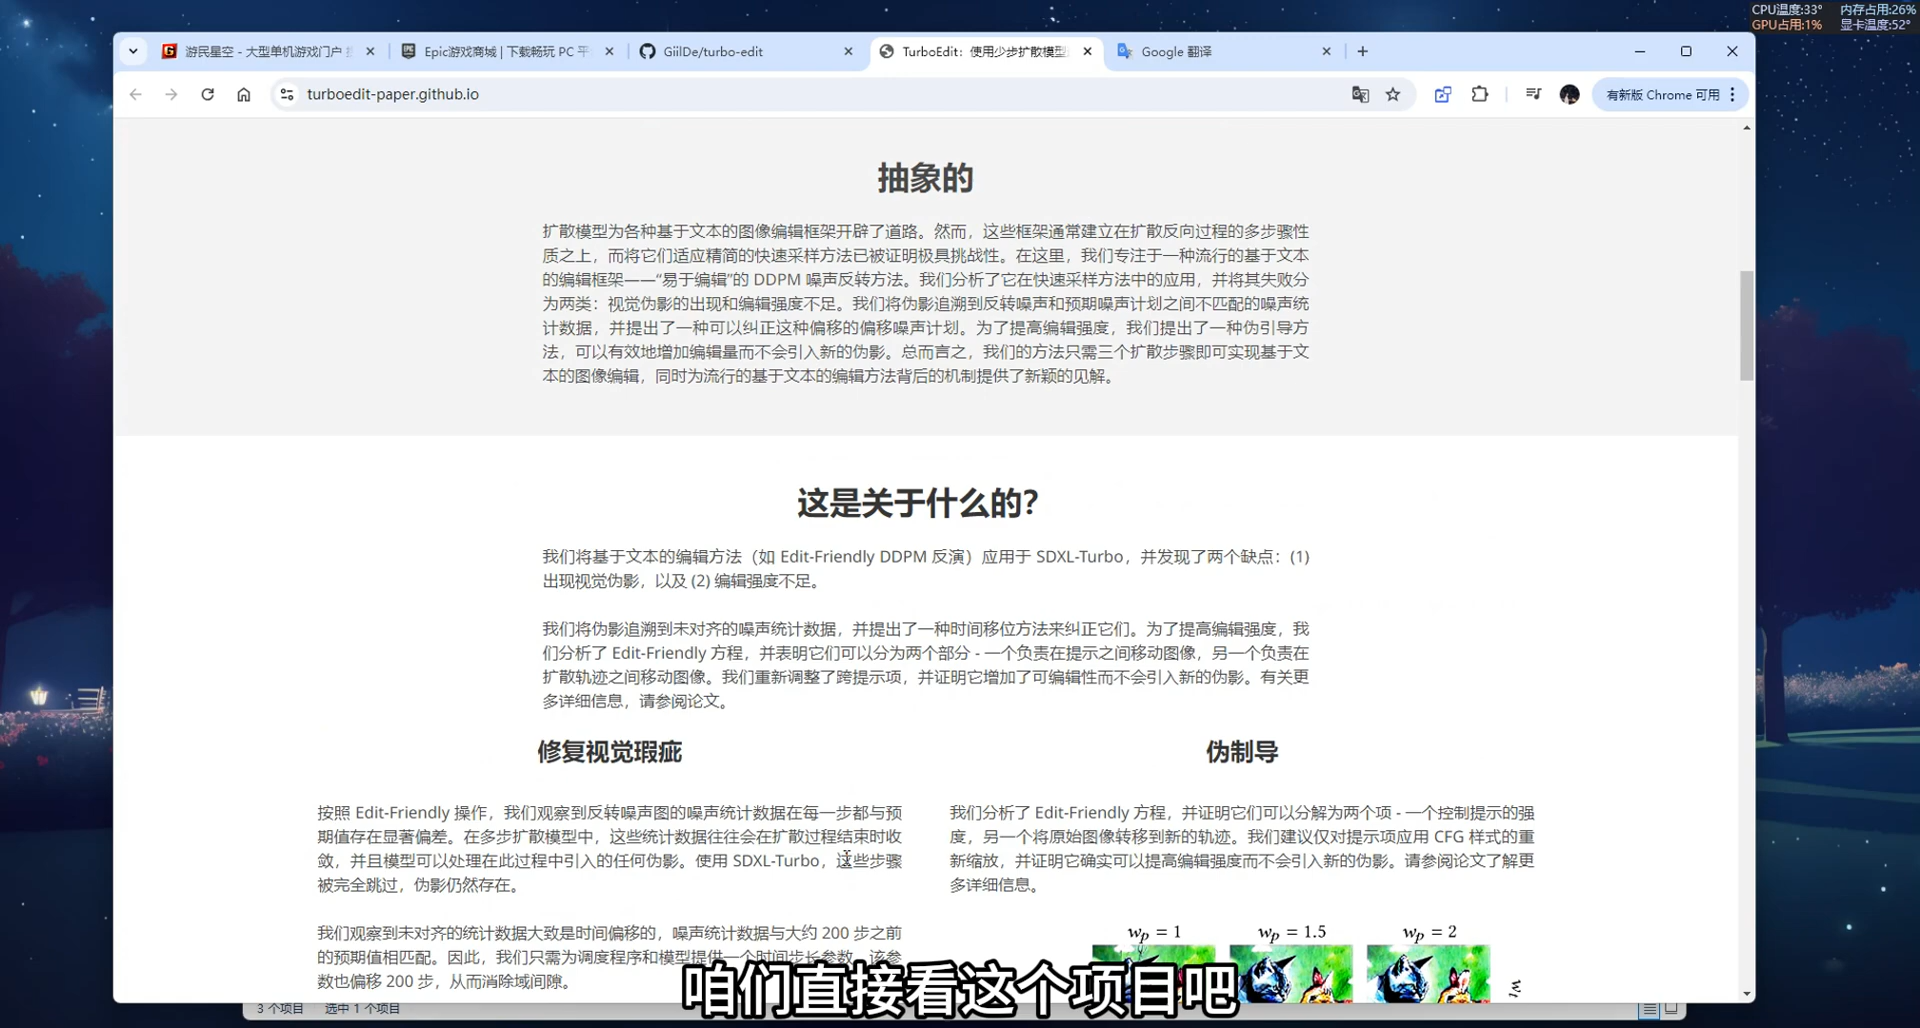 CPU温度:33° 内存占用:26%
GPU占用:1% 显卡温度:52°
游民星空 - 大型单机游戏门户
Epic游戏商城 | 下载畅玩 PC 平
GiilDe/turbo-edit
TurboEdit：使用少步扩散模型
Google 翻译
turboedit-paper.github.io
有新版 Chrome 可用
抽象的
扩散模型为各种基于文本的图像编辑框架开辟了道路。然而，这些框架通常建立在扩散反向过程的多步骤性
质之上，而将它们适应精简的快速采样方法已被证明极具挑战性。在这里，我们专注于一种流行的基于文本
的编辑框架——“易于编辑”的 DDPM 噪声反转方法。我们分析了它在快速采样方法中的应用，并将其失败分
为两类：视觉伪影的出现和编辑强度不足。我们将伪影追溯到反转噪声和预期噪声计划之间不匹配的噪声统
计数据，并提出了一种可以纠正这种偏移的偏移噪声计划。为了提高编辑强度，我们提出了一种伪引导方
法，可以有效地增加编辑量而不会引入新的伪影。总而言之，我们的方法只需三个扩散步骤即可实现基于文
本的图像编辑，同时为流行的基于文本的编辑方法背后的机制提供了新颖的见解。
这是关于什么的？
我们将基于文本的编辑方法（如 Edit-Friendly DDPM 反演）应用于 SDXL-Turbo，并发现了两个缺点：(1)
出现视觉伪影，以及 (2) 编辑强度不足。
我们将伪影追溯到未对齐的噪声统计数据，并提出了一种时间移位方法来纠正它们。为了提高编辑强度，我
们分析了 Edit-Friendly 方程，并表明它们可以分为两个部分 - 一个负责在提示之间移动图像，另一个负责在
扩散轨迹之间移动图像。我们重新调整了跨提示项，并证明它增加了可编辑性而不会引入新的伪影。有关更
多详细信息，请参阅论文。
修复视觉瑕疵
按照 Edit-Friendly 操作，我们观察到反转噪声图的噪声统计数据在每一步都与预
期值存在显著偏差。在多步扩散模型中，这些统计数据往往会在扩散过程结束时收
敛，并且模型可以处理在此过程中引入的任何伪影。使用 SDXL-Turbo，这些步骤
被完全跳过，伪影仍然存在。
我们观察到未对齐的统计数据大致是时间偏移的，噪声统计数据与大约 200 步之前
的预期值相匹配。因此，我们只需为调度程序和模型提供一个时间步长参数，该参
数也偏移 200 步，从而消除域间隙。
伪制导
我们分析了 Edit-Friendly 方程，并证明它们可以分解为两个项 - 一个控制提示的强
度，另一个将原始图像转移到新的轨迹。我们建议仅对提示项应用 CFG 样式的重
新缩放，并证明它确实可以提高编辑强度而不会引入新的伪影。请参阅论文了解更
多详细信息。
wp = 1 wp = 1.5 wp = 2
咱们直接看这个项目吧
3 个项目 选中 1 个项目